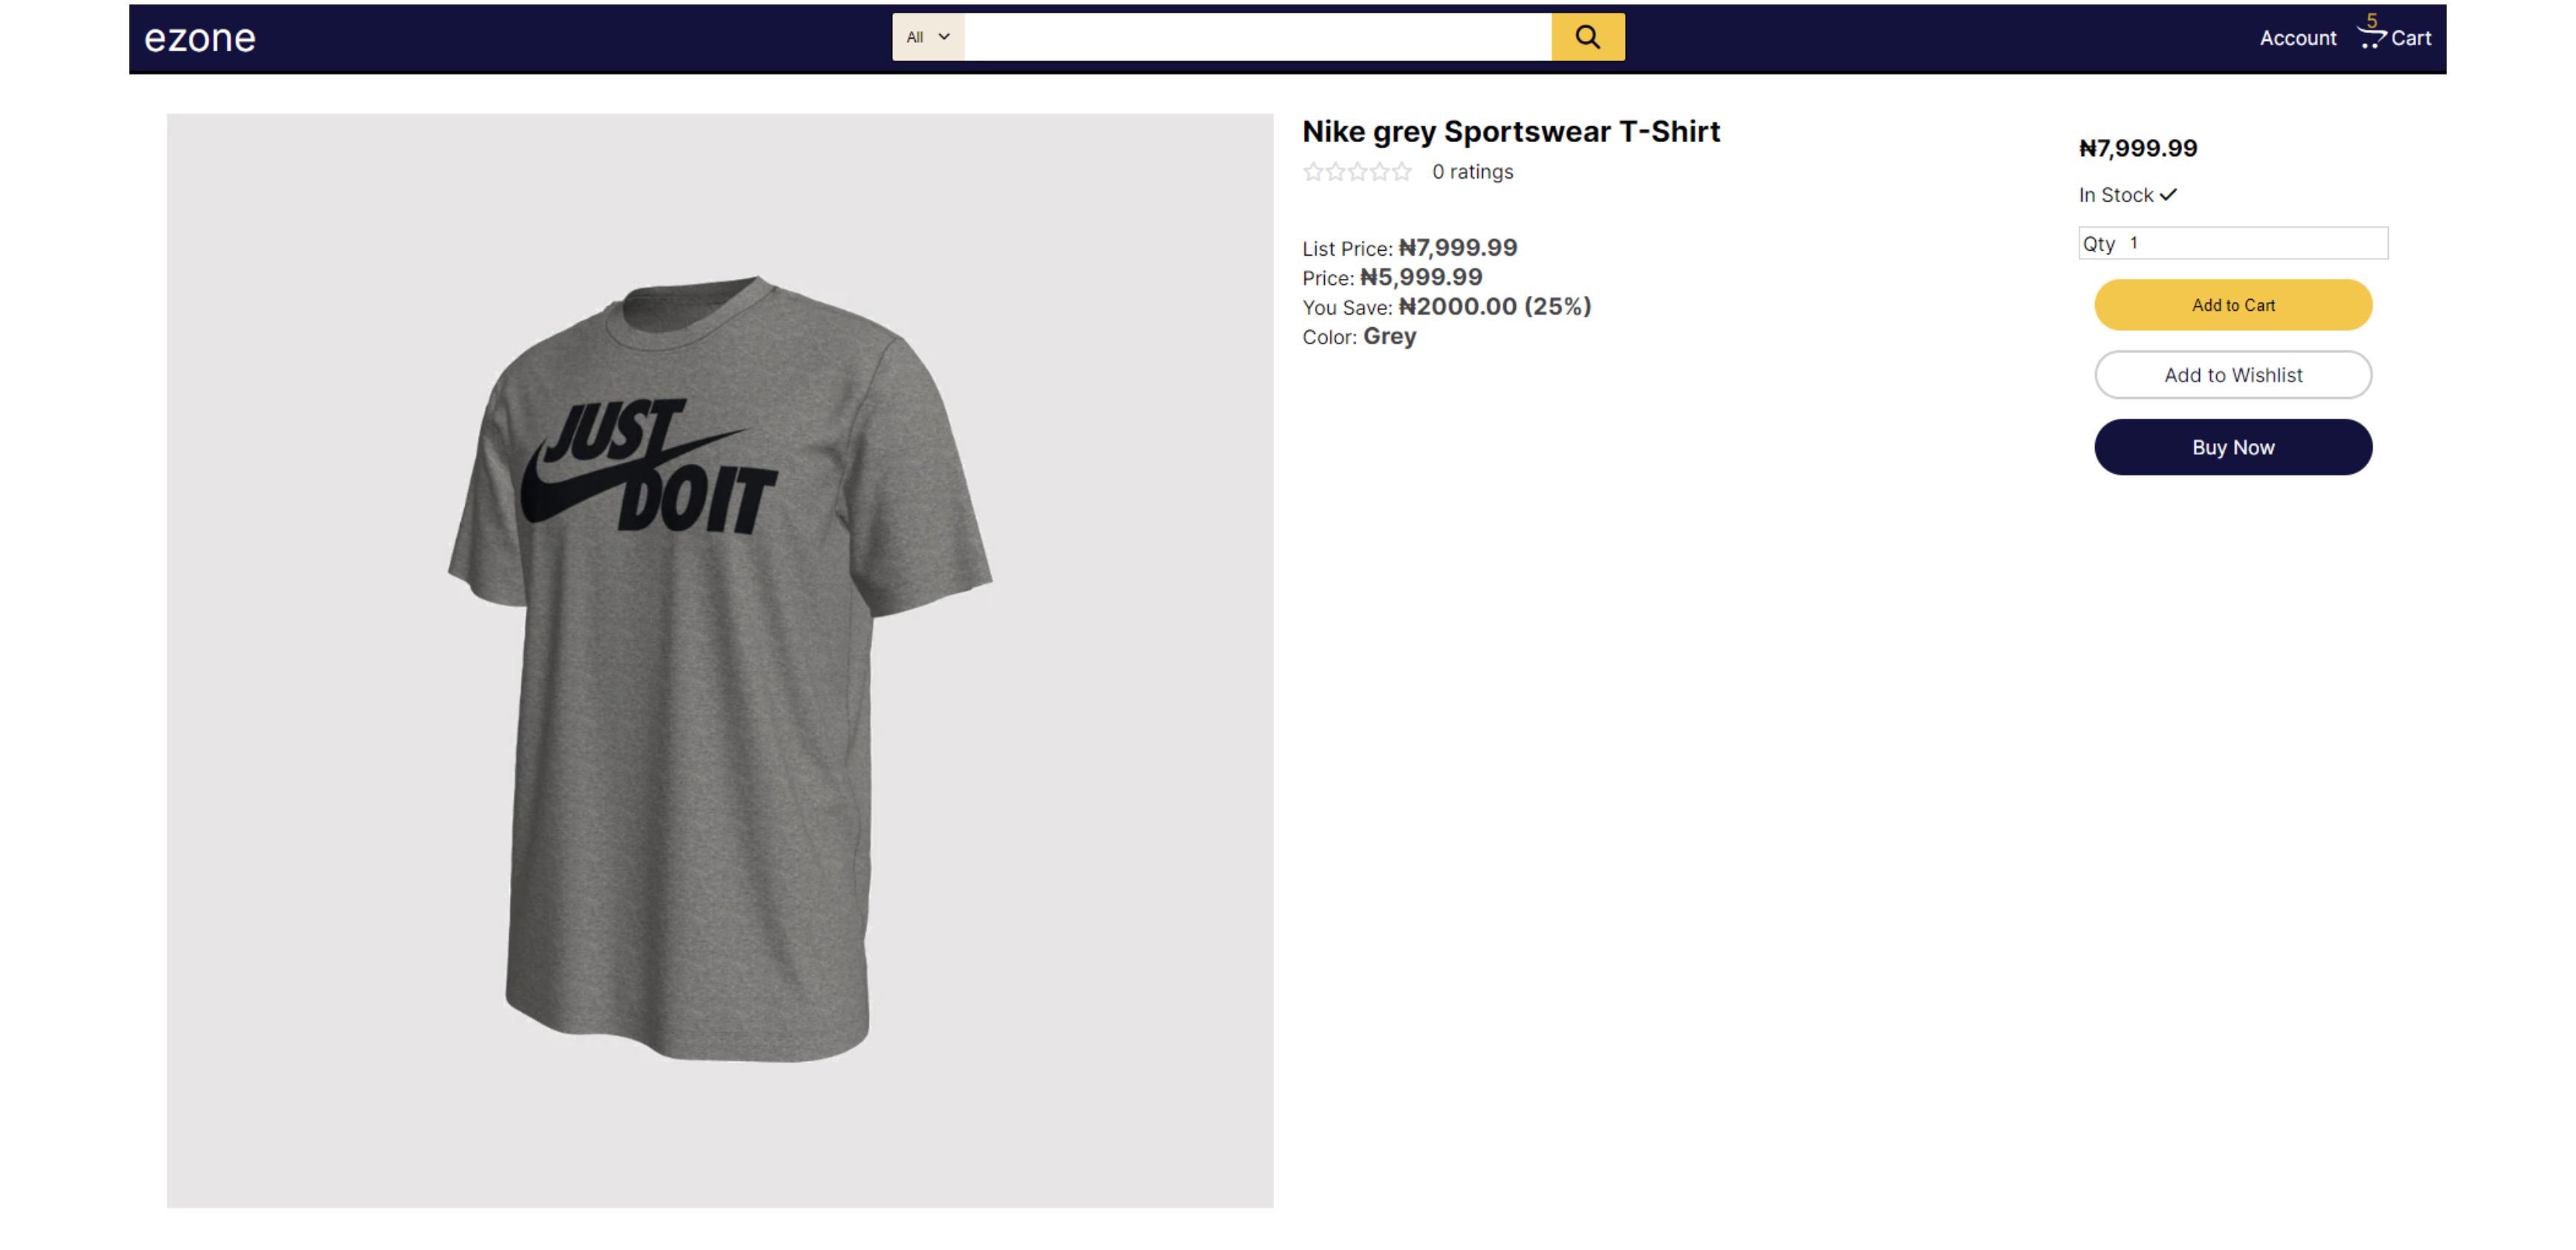 ezone
All
Account
5
Cart
JUST
DO IT
Nike grey Sportswear T-Shirt
0 ratings
List Price: ₦7,999.99
Price: ₦5,999.99
You Save: ₦2000.00 (25%)
Color: Grey
₦7,999.99
In Stock
Qty 1
Add to Cart
Add to Wishlist
Buy Now